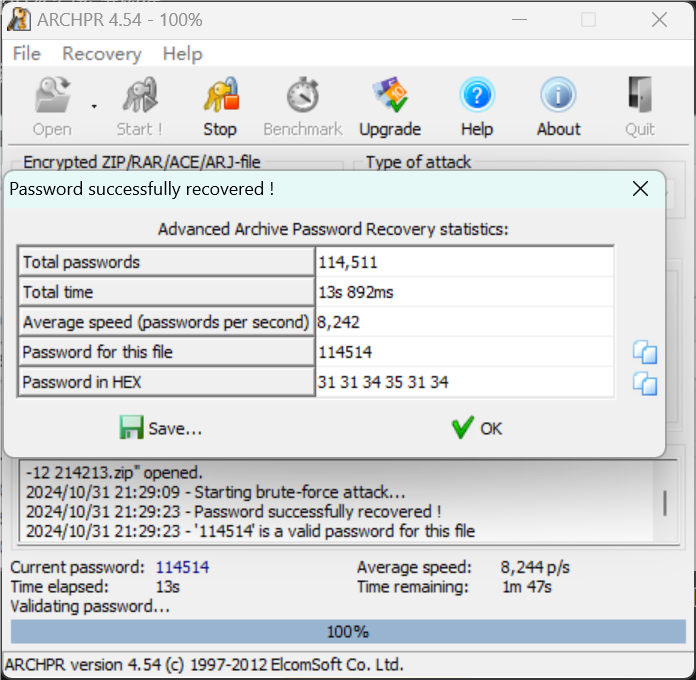 ARCHPR 4.54 - 100%
File Recovery Help
Open Start ! Stop Benchmark Upgrade Help About Quit
Encrypted ZIP/RAR/ACE/ARJ-file Type of attack
Password successfully recovered !
Advanced Archive Password Recovery statistics:
Total passwords 114,511
Total time 13s 892ms
Average speed (passwords per second) 8,242
Password for this file 114514
Password in HEX 31 31 34 35 31 34
Save... OK
-12 214213.zip" opened.
2024/10/31 21:29:09 - Starting brute-force attack...
2024/10/31 21:29:23 - Password successfully recovered !
2024/10/31 21:29:23 - '114514' is a valid password for this file
Current password: 114514 Average speed: 8,244 p/s
Time elapsed: 13s Time remaining: 1m 47s
Validating password...
100%
ARCHPR version 4.54 (c) 1997-2012 ElcomSoft Co. Ltd.